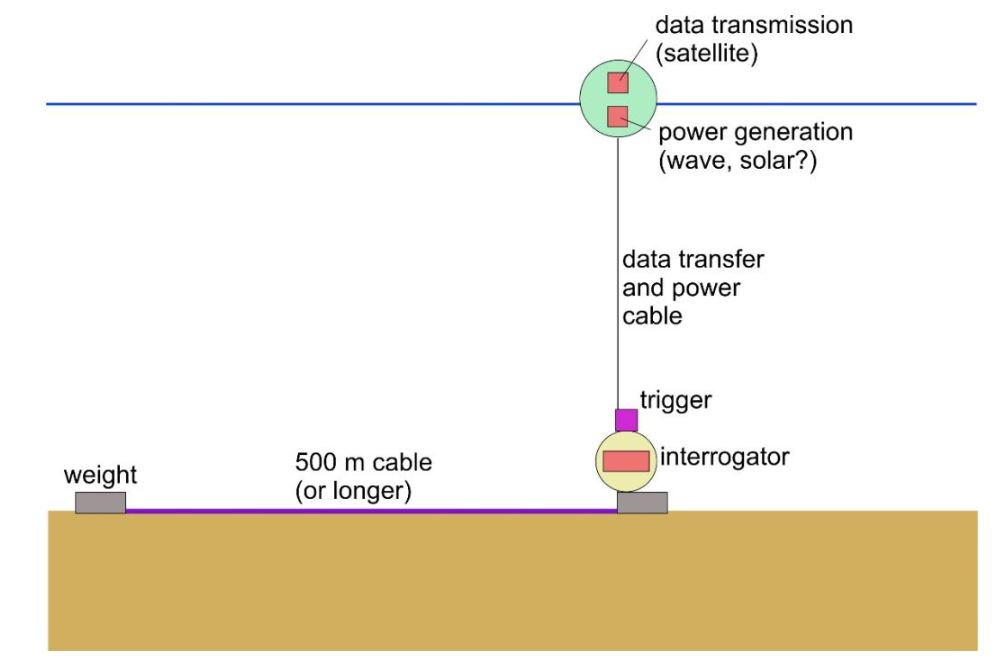 data transmission
(satellite)
power generation
(wave, solar?)
data transfer
and power
cable
trigger
interrogator
500 m cable
(or longer)
weight